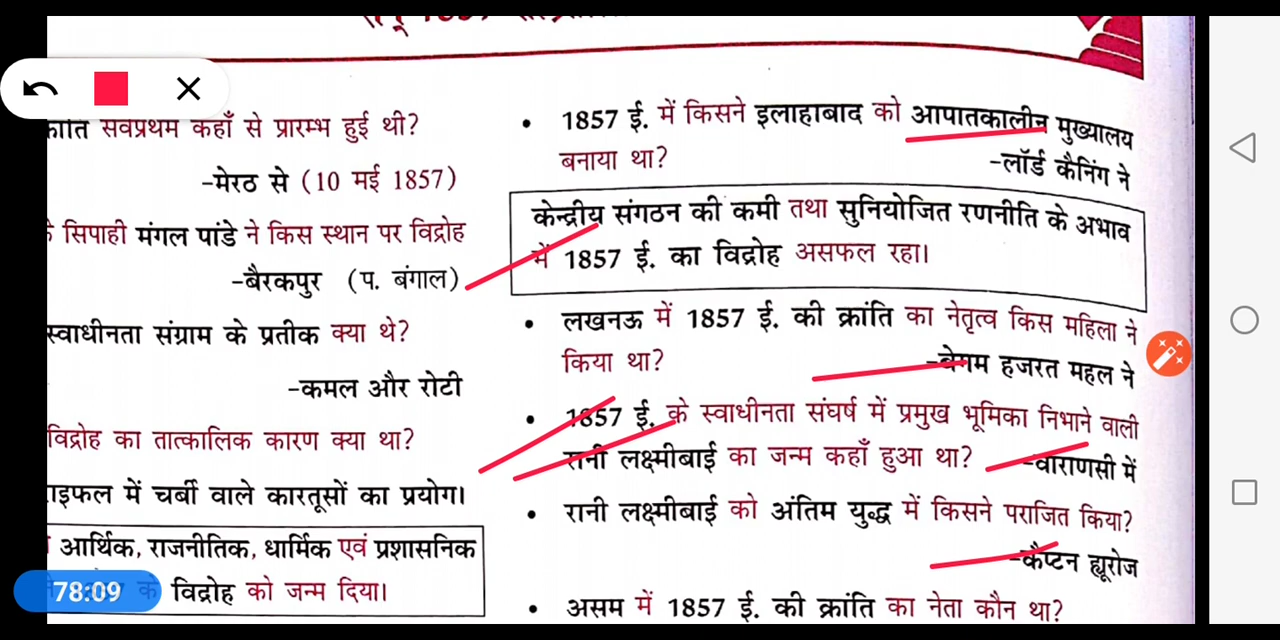 सवप्रथम कहाँ से प्रारम्भ हुई थी?
-मेरठ से (10 मई 1857)
सिपाही मंगल पांडे ने किस स्थान पर विद्रोह
-बैरकपुर (प. बंगाल)
स्वाधीनता संग्राम के प्रतीक क्या थे?
-कमल और रोटी
विद्रोह का तात्कालिक कारण क्या था?
इफल में चर्बी वाले कारतूसों का प्रयोग।
आर्थिक, राजनीतिक, धार्मिक एवं प्रशासनिक
के विद्रोह को जन्म दिया।
78:09
• 1857 ई. में किसने इलाहाबाद को आपातकालीन मुख्यालय
बनाया था?
-लॉर्ड कैनिंग ने
केन्द्रीय संगठन की कमी तथा सुनियोजित रणनीति के अभाव
में 1857 ई. का विद्रोह असफल रहा।
• लखनऊ में 1857 ई. की क्रांति का नेतृत्व किस महिला ने
किया था?
-बेगम हजरत महल ने
• 1857 ई. के स्वाधीनता संघर्ष में प्रमुख भूमिका निभाने वाली
रानी लक्ष्मीबाई का जन्म कहाँ हुआ था?
-वाराणसी में
• रानी लक्ष्मीबाई को अंतिम युद्ध में किसने पराजित किया?
-कैप्टन ह्यूरोज
• असम में 1857 ई. की क्रांति का नेता कौन था?